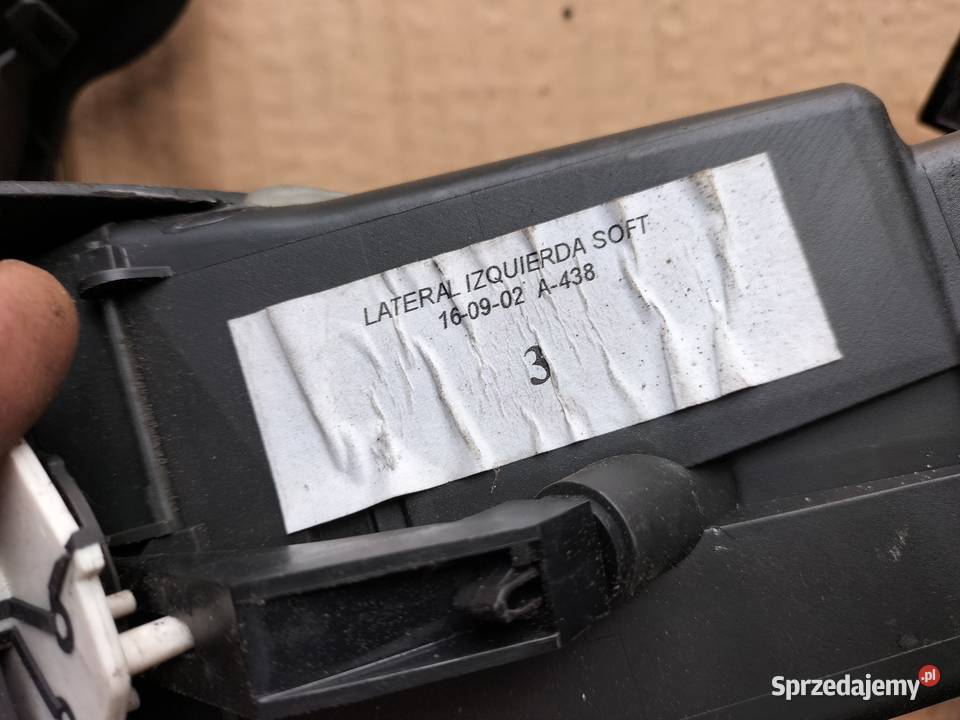 LATERAL IZQUIERDA SOFT
16-09-02 A-438
3
Sprzedajemy.pl